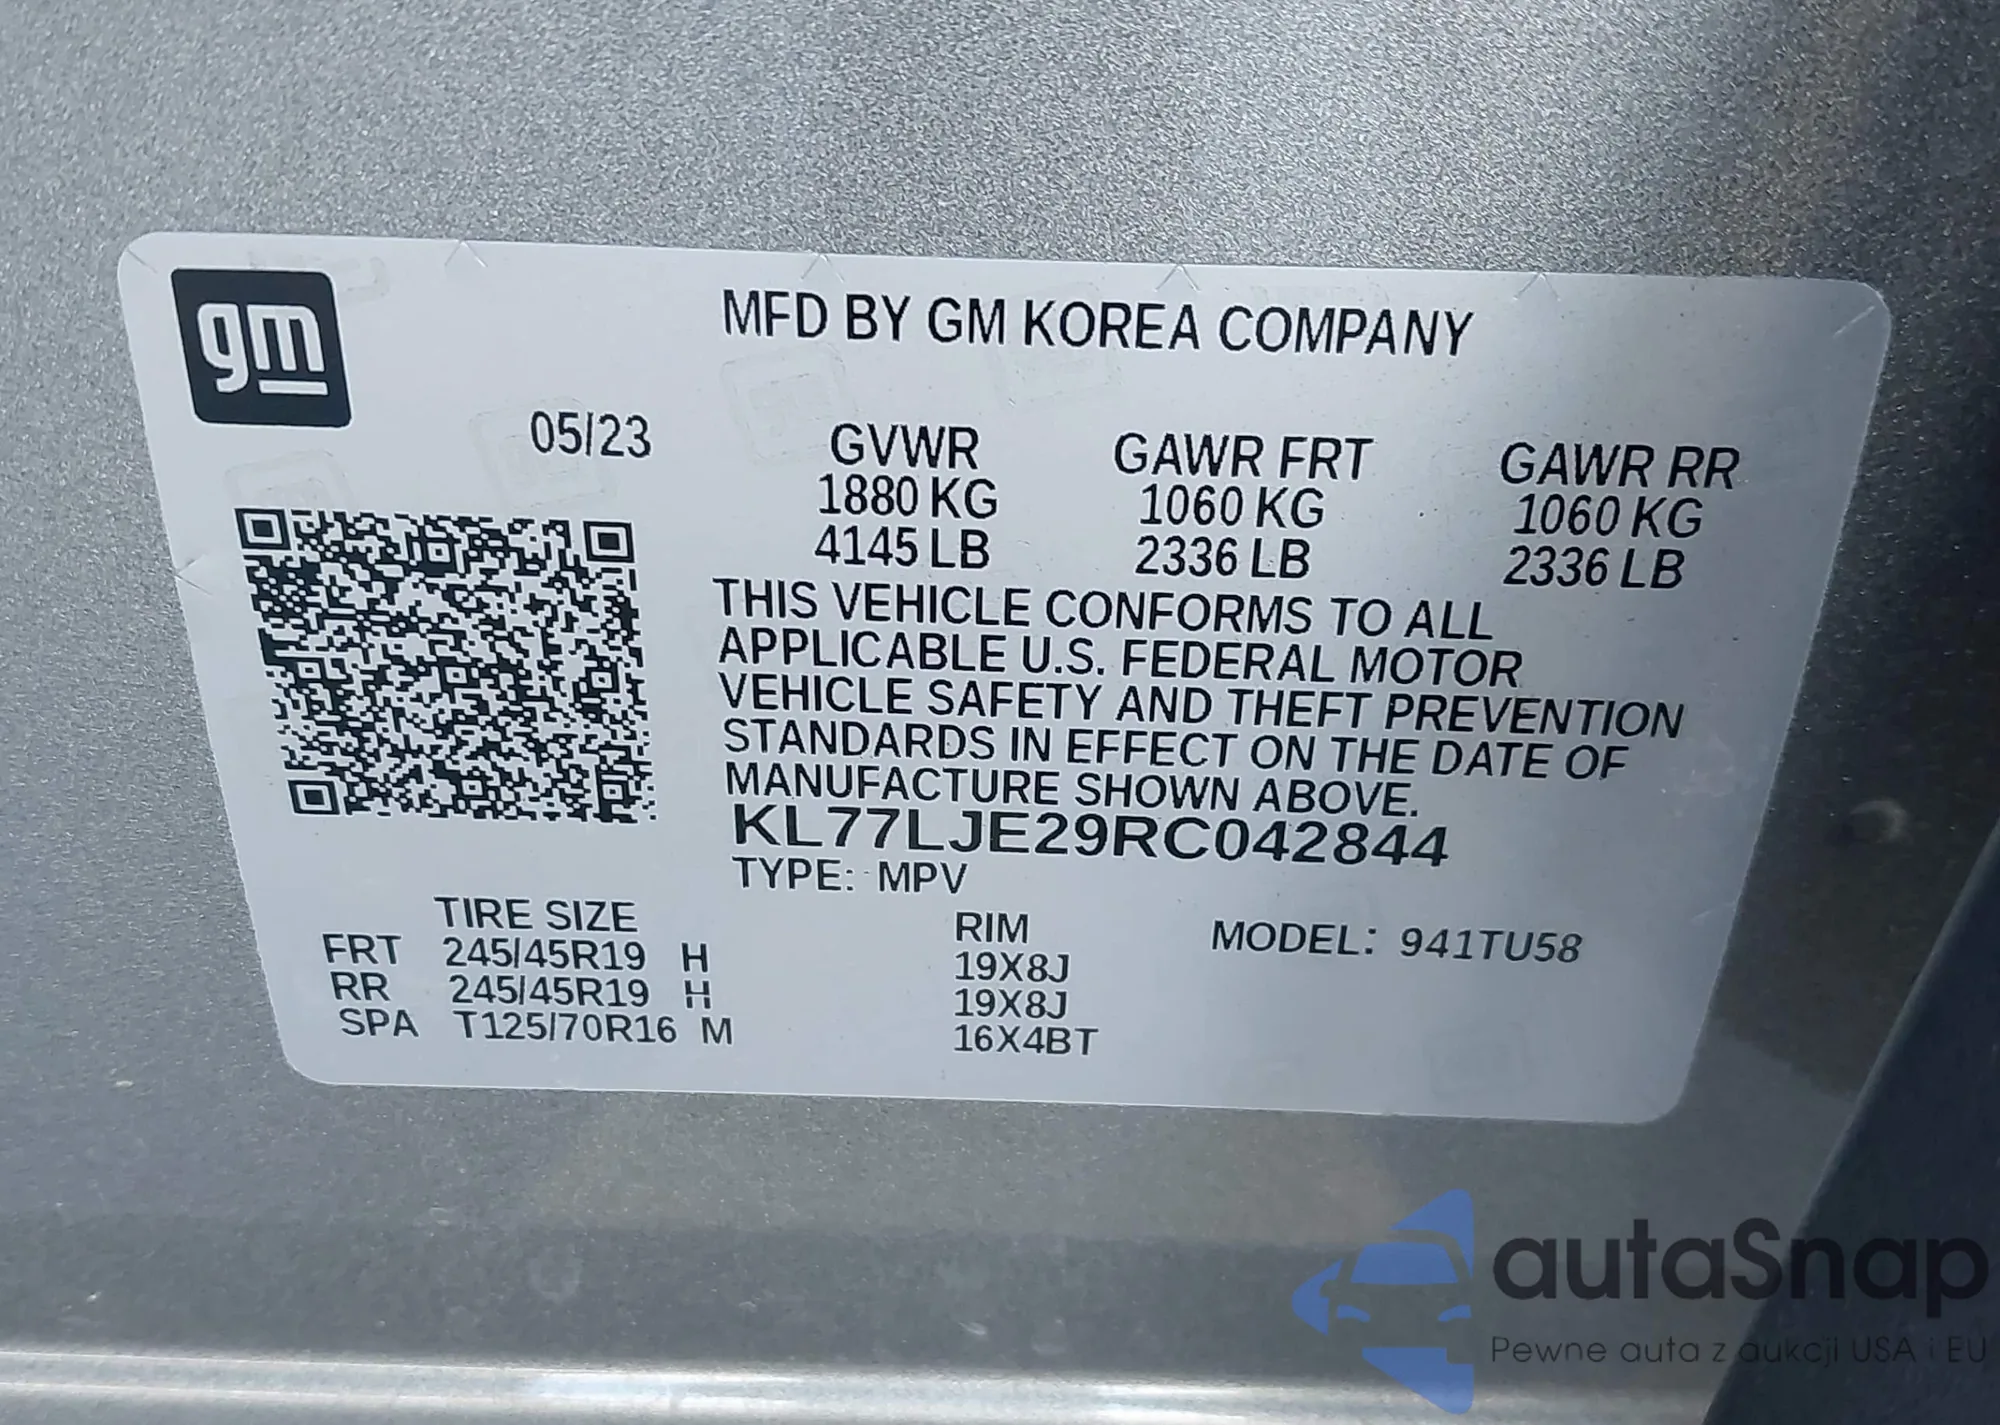 gm
MFD BY GM KOREA COMPANY
05/23
GVWR GAWR FRT GAWR RR
1880 KG 1060 KG 1060 KG
4145 LB 2336 LB 2336 LB
THIS VEHICLE CONFORMS TO ALL
APPLICABLE U.S. FEDERAL MOTOR
VEHICLE SAFETY AND THEFT PREVENTION
STANDARDS IN EFFECT ON THE DATE OF
MANUFACTURE SHOWN ABOVE.
KL77LJE29RC042844
TYPE: MPV
TIRE SIZE RIM MODEL: 941TU58
FRT 245/45R19 H 19X8J
RR 245/45R19 H 19X8J
SPA T125/70R16 M 16X4BT
autaSnap
Pewne auta z aukcji USA i EU